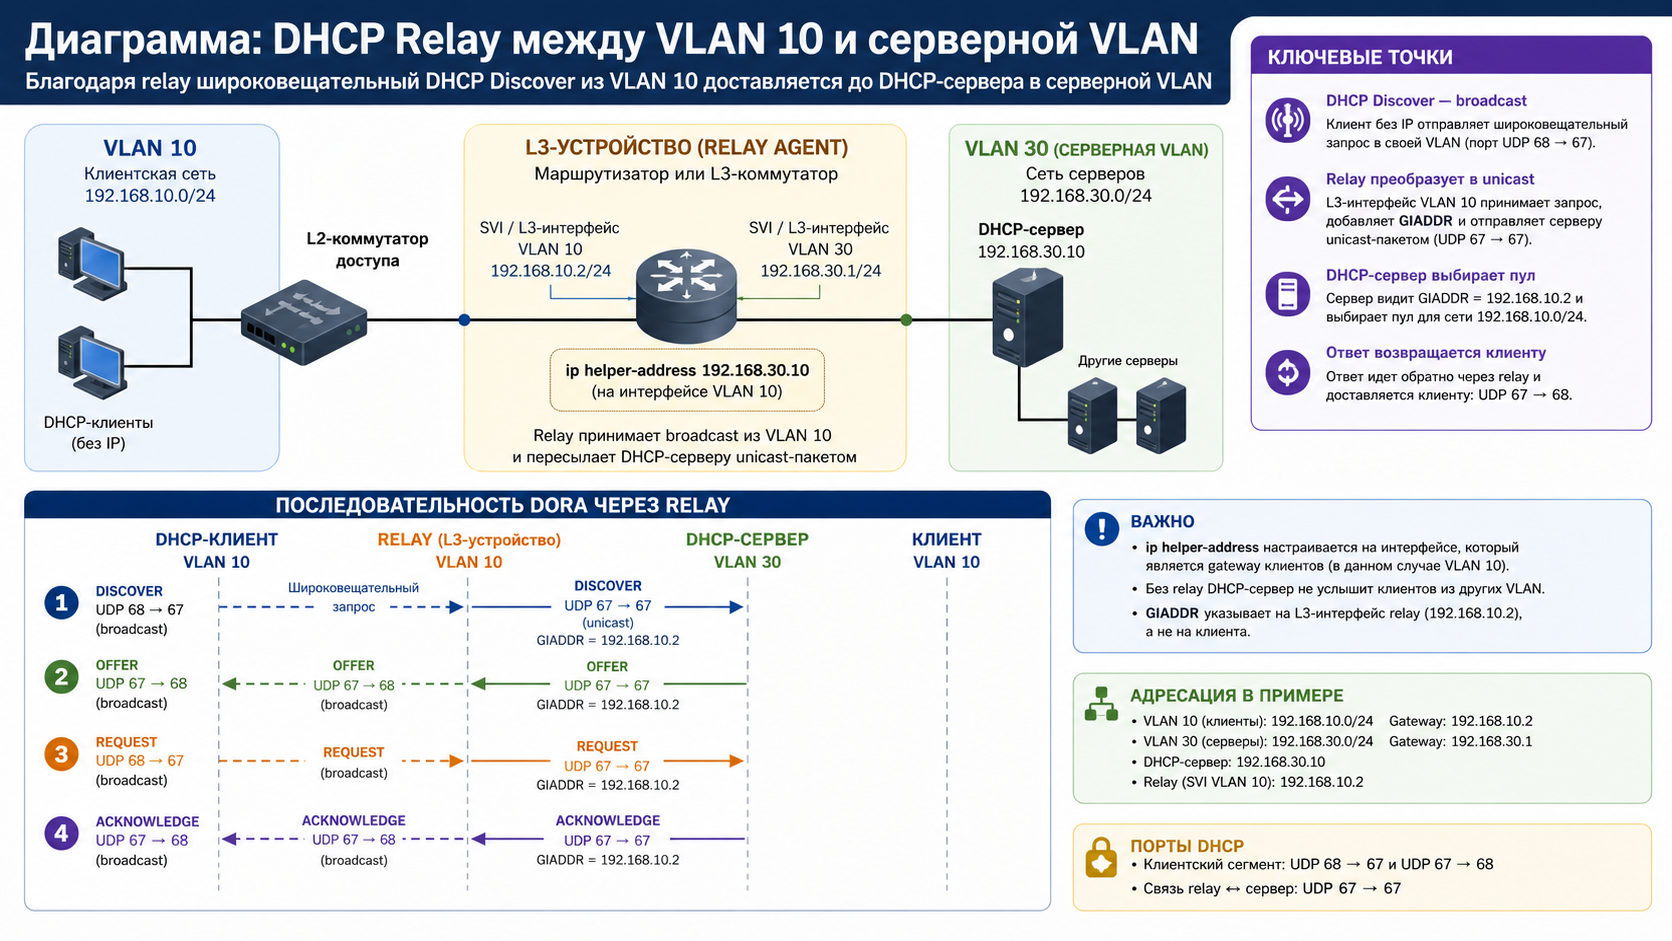 Диаграмма: DHCP Relay между VLAN 10 и серверной VLAN
Благодаря relay широковещательный DHCP Discover из VLAN 10 доставляется до DHCP-сервера в серверной VLAN
VLAN 10
Клиентская сеть
192.168.10.0/24
DHCP-клиенты
(без IP)
L2-коммутатор
доступа
L3-УСТРОЙСТВО (RELAY AGENT)
Маршрутизатор или L3-коммутатор
SVI / L3-интерфейс
VLAN 10
192.168.10.2/24
SVI / L3-интерфейс
VLAN 30
192.168.30.1/24
ip helper-address 192.168.30.10
(на интерфейсе VLAN 10)
Relay принимает broadcast из VLAN 10
и пересылает DHCP-серверу unicast-пакетом
VLAN 30 (СЕРВЕРНАЯ VLAN)
Сеть серверов
192.168.30.0/24
DHCP-сервер
192.168.30.10
Другие серверы
КЛЮЧЕВЫЕ ТОЧКИ
DHCP Discover — broadcast
Клиент без IP отправляет широковещательный
запрос в своей VLAN (порт UDP 68 → 67).
Relay преобразует в unicast
L3-интерфейс VLAN 10 принимает запрос,
добавляет GIADDR и отправляет серверу
unicast-пакетом (UDP 67 → 67).
DHCP-сервер выбирает пул
Сервер видит GIADDR = 192.168.10.2 и
выбирает пул для сети 192.168.10.0/24.
Ответ возвращается клиенту
Ответ идет обратно через relay и
доставляется клиенту: UDP 67 → 68.
ПОСЛЕДОВАТЕЛЬНОСТЬ DORA ЧЕРЕЗ RELAY
DHCP-КЛИЕНТ
VLAN 10
RELAY (L3-устройство)
VLAN 10
DHCP-СЕРВЕР
VLAN 30
КЛИЕНТ
VLAN 10
1
DISCOVER
UDP 68 → 67
(broadcast)
Широковещательный
запрос
DISCOVER
UDP 67 → 67
(unicast)
GIADDR = 192.168.10.2
2
OFFER
UDP 67 → 68
(broadcast)
OFFER
UDP 67 → 68
(broadcast)
OFFER
UDP 67 → 67
GIADDR = 192.168.10.2
3
REQUEST
UDP 68 → 67
(broadcast)
REQUEST
(broadcast)
REQUEST
UDP 67 → 67
GIADDR = 192.168.10.2
4
ACKNOWLEDGE
UDP 67 → 68
(broadcast)
ACKNOWLEDGE
UDP 67 → 68
(broadcast)
ACKNOWLEDGE
UDP 67 → 67
GIADDR = 192.168.10.2
ВАЖНО
• ip helper-address настраивается на интерфейсе, который
является gateway клиентов (в данном случае VLAN 10).
• Без relay DHCP-сервер не услышит клиентов из других VLAN.
• GIADDR указывает на L3-интерфейс relay (192.168.10.2),
а не на клиента.
АДРЕСАЦИЯ В ПРИМЕРЕ
• VLAN 10 (клиенты): 192.168.10.0/24 Gateway: 192.168.10.2
• VLAN 30 (серверы): 192.168.30.0/24 Gateway: 192.168.30.1
• DHCP-сервер: 192.168.30.10
• Relay (SVI VLAN 10): 192.168.10.2
ПОРТЫ DHCP
• Клиентский сегмент: UDP 68 → 67 и UDP 67 → 68
• Связь relay ↔ сервер: UDP 67 → 67